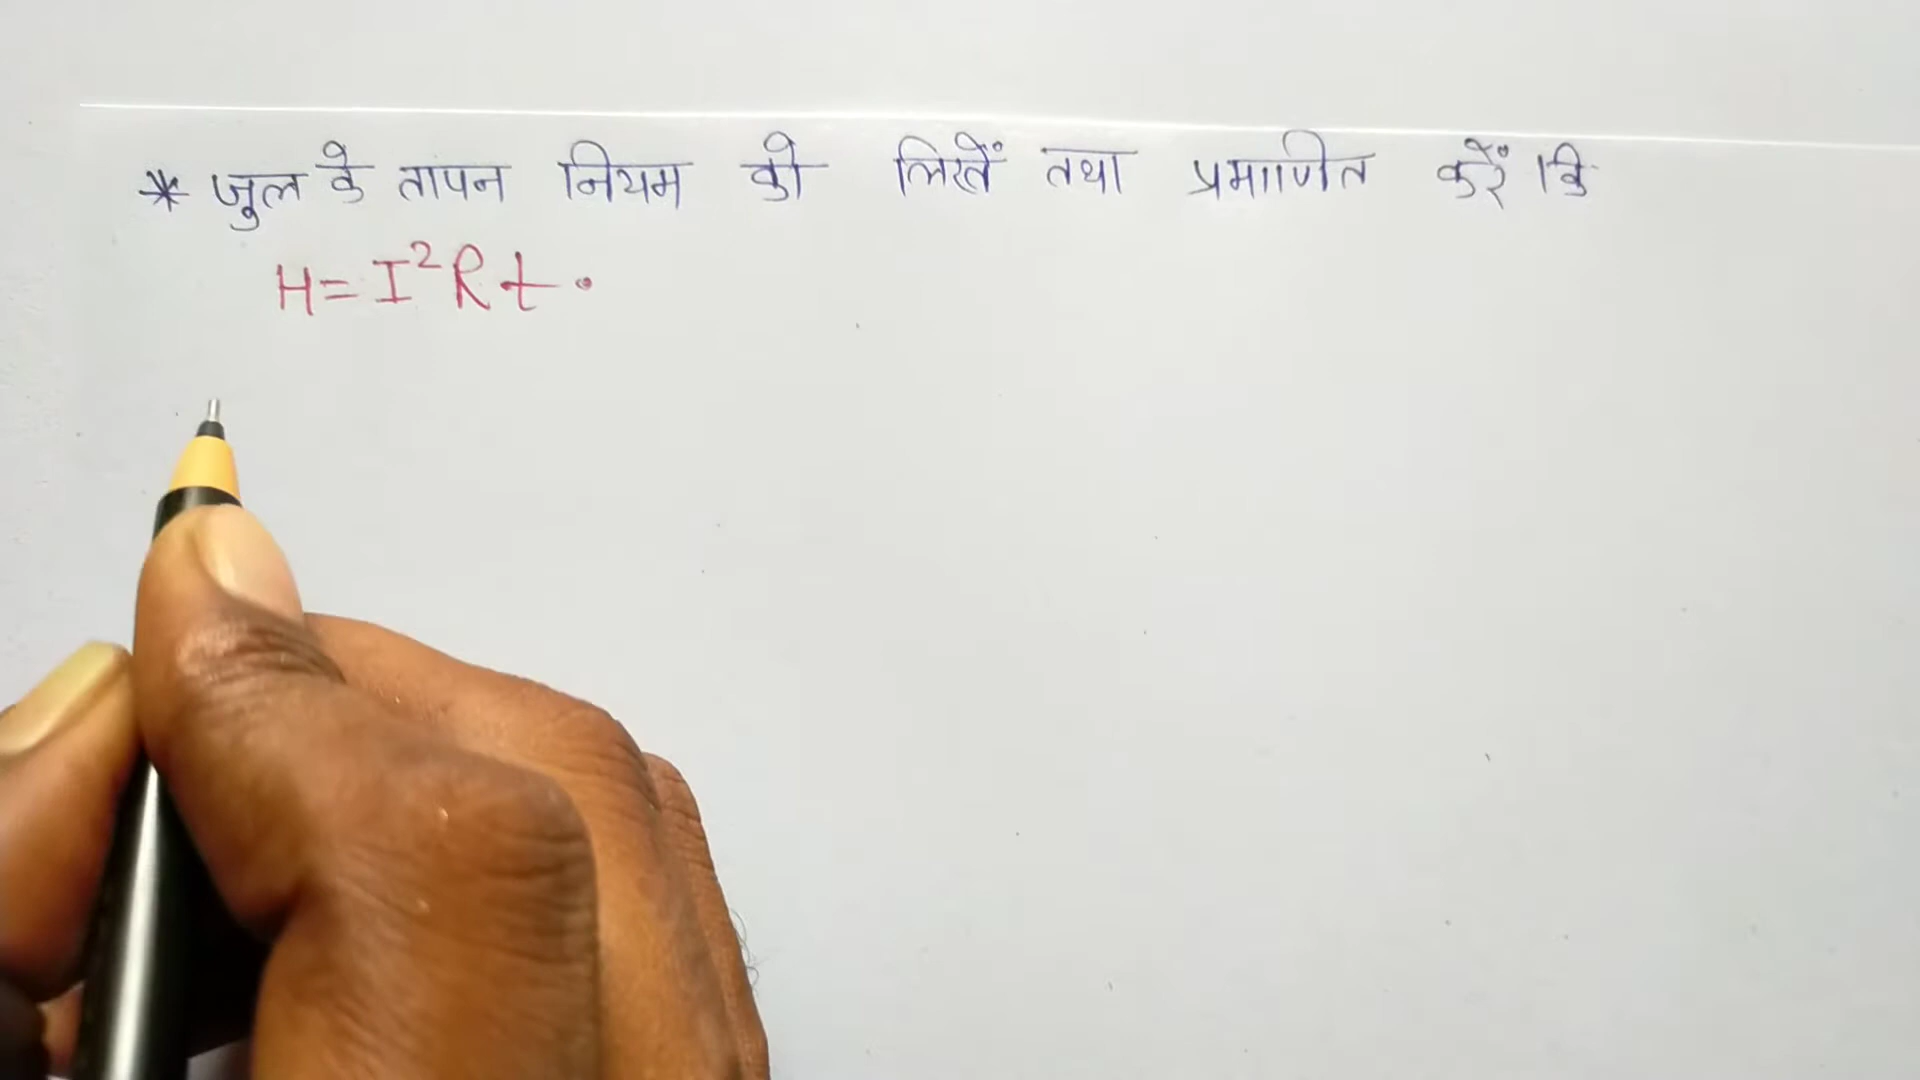 * जुल के तापन नियम को लिखें तथा प्रमाणित करें कि
H = I²Rt.